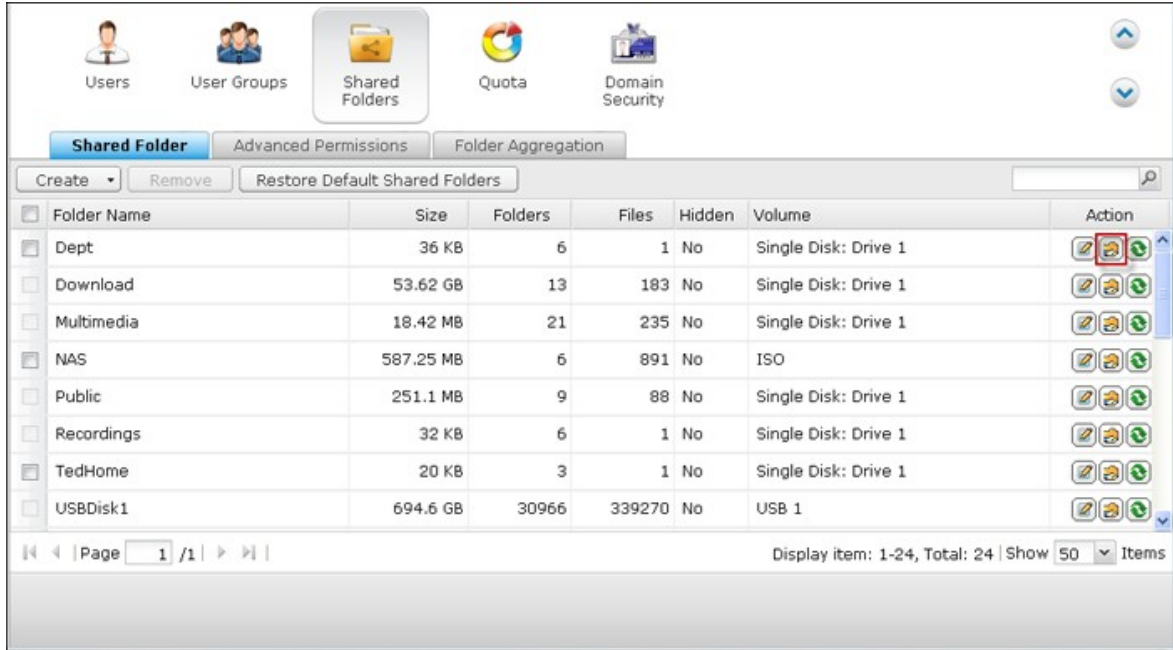 Users
User Groups
Shared
Folders
Quota
Domain
Security
Shared Folder Advanced Permissions Folder Aggregation
Create Remove Restore Default Shared Folders
Folder Name Size Folders Files Hidden Volume Action
Dept 36 KB 6 1 No Single Disk: Drive 1
Download 53.62 GB 13 183 No Single Disk: Drive 1
Multimedia 18.42 MB 21 235 No Single Disk: Drive 1
NAS 587.25 MB 6 891 No ISO
Public 251.1 MB 9 88 No Single Disk: Drive 1
Recordings 32 KB 6 1 No Single Disk: Drive 1
TedHome 20 KB 3 1 No Single Disk: Drive 1
USBDisk1 694.6 GB 30966 339270 No USB 1
Page 1 /1 Display item: 1-24, Total: 24 Show 50 Items